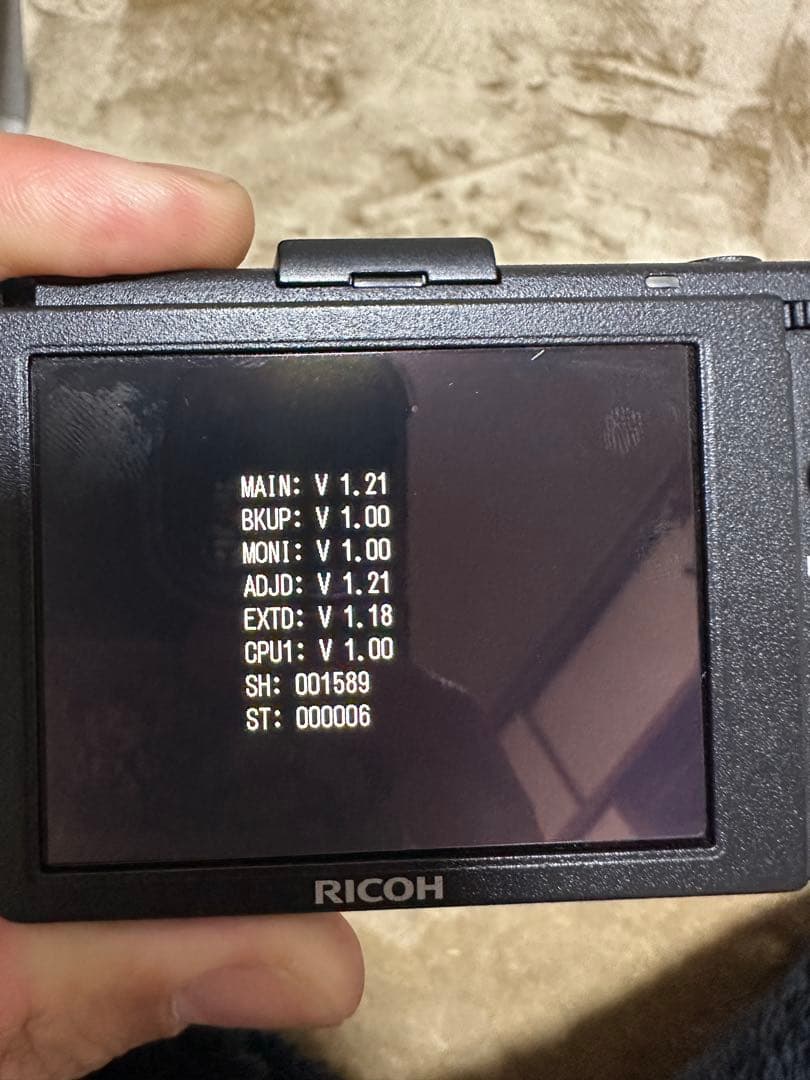 MAIN: V 1.21
BKUP: V 1.00
MONI: V 1.00
ADJD: V 1.21
EXTD: V 1.18
CPU1: V 1.00
SH: 001589
ST: 000006
RICOH